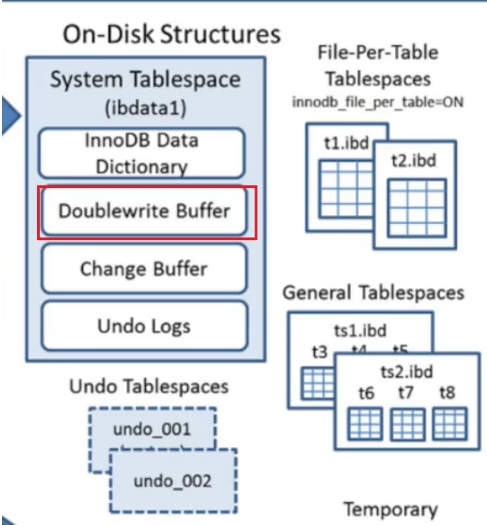 On-Disk Structures
System Tablespace
(ibdata1)
InnoDB Data
Dictionary
Doublewrite Buffer
Change Buffer
Undo Logs
Undo Tablespaces
undo_001
undo_002
File-Per-Table
Tablespaces
innodb_file_per_table=ON
t1.ibd
t2.ibd
General Tablespaces
ts1.ibd
t3 t4 t5
ts2.ibd
t6 t7 t8
Temporary